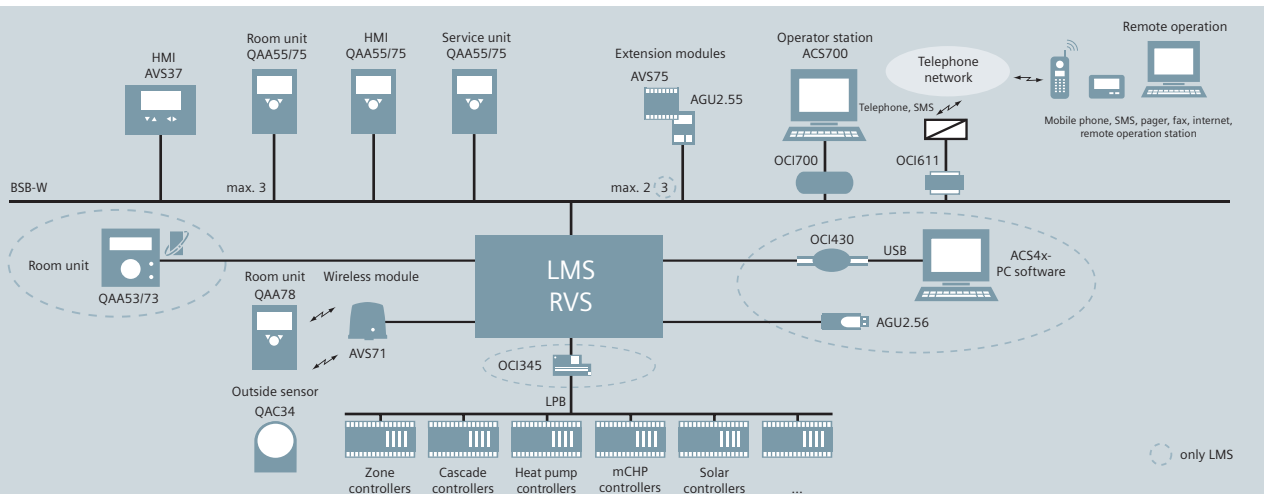 HMI
AVS37
Room unit
QAA55/75
HMI
QAA55/75
Service unit
QAA55/75
Extension modules
AVS75
AGU2.55
Operator station
ACS700
Telephone
network
Remote operation
Telephone, SMS
Mobile phone, SMS, pager, fax, internet,
remote operation station
OCI700
OCI611
BSB-W
max. 3
max. 2 3
Room unit
QAA53/73
LMS
RVS
OCI430
USB
ACS4x-
PC software
Room unit
QAA78
Wireless module
AVS71
AGU2.56
OCI345
Outside sensor
QAC34
LPB
Zone
controllers
Cascade
controllers
Heat pump
controllers
mCHP
controllers
Solar
controllers
...
only LMS